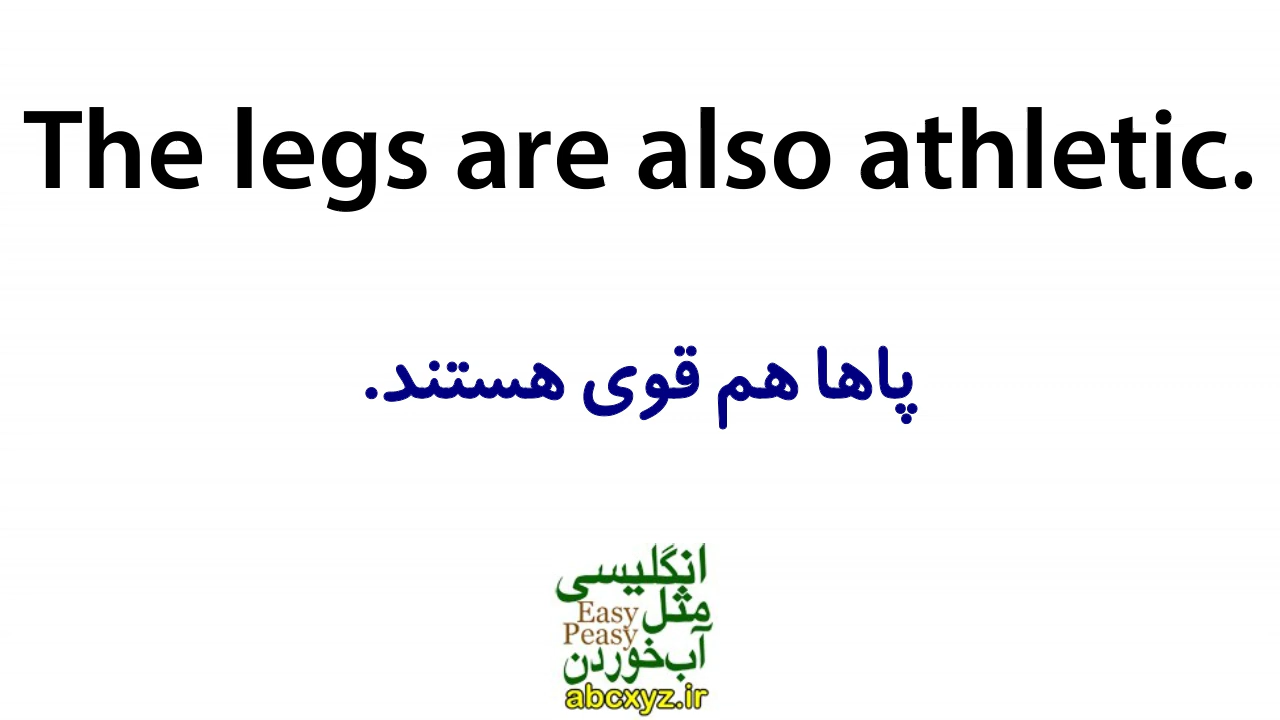 The legs are also athletic.
پاها هم قوی هستند.
انگلیسی
مثل Easy
Peasy
آب خوردن
abcxyz.ir